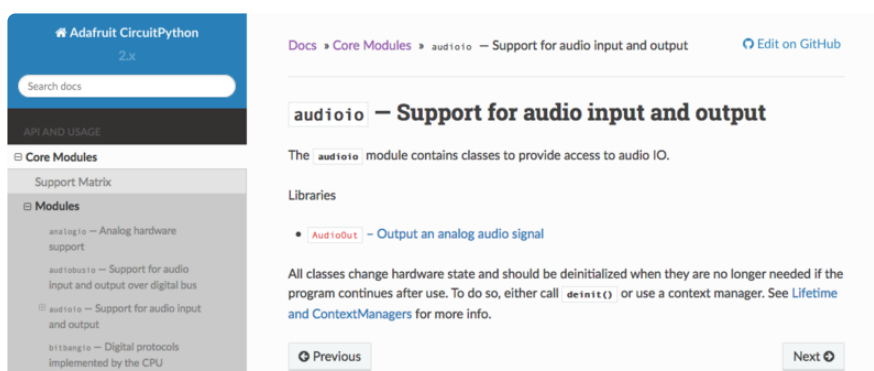 Adafruit CircuitPython
2.x
Search docs
API AND USAGE
Core Modules
Support Matrix
Modules
analogio — Analog hardware
support
audiobusio — Support for audio
input and output over digital bus
audioio — Support for audio input
and output
bitbangio — Digital protocols
implemented by the CPU
Docs » Core Modules » audioio — Support for audio input and output
Edit on GitHub
audioio — Support for audio input and output
The audioio module contains classes to provide access to audio IO.
Libraries
• AudioOut – Output an analog audio signal
All classes change hardware state and should be deinitialized when they are no longer needed if the
program continues after use. To do so, either call deinit() or use a context manager. See Lifetime
and ContextManagers for more info.
Previous
Next